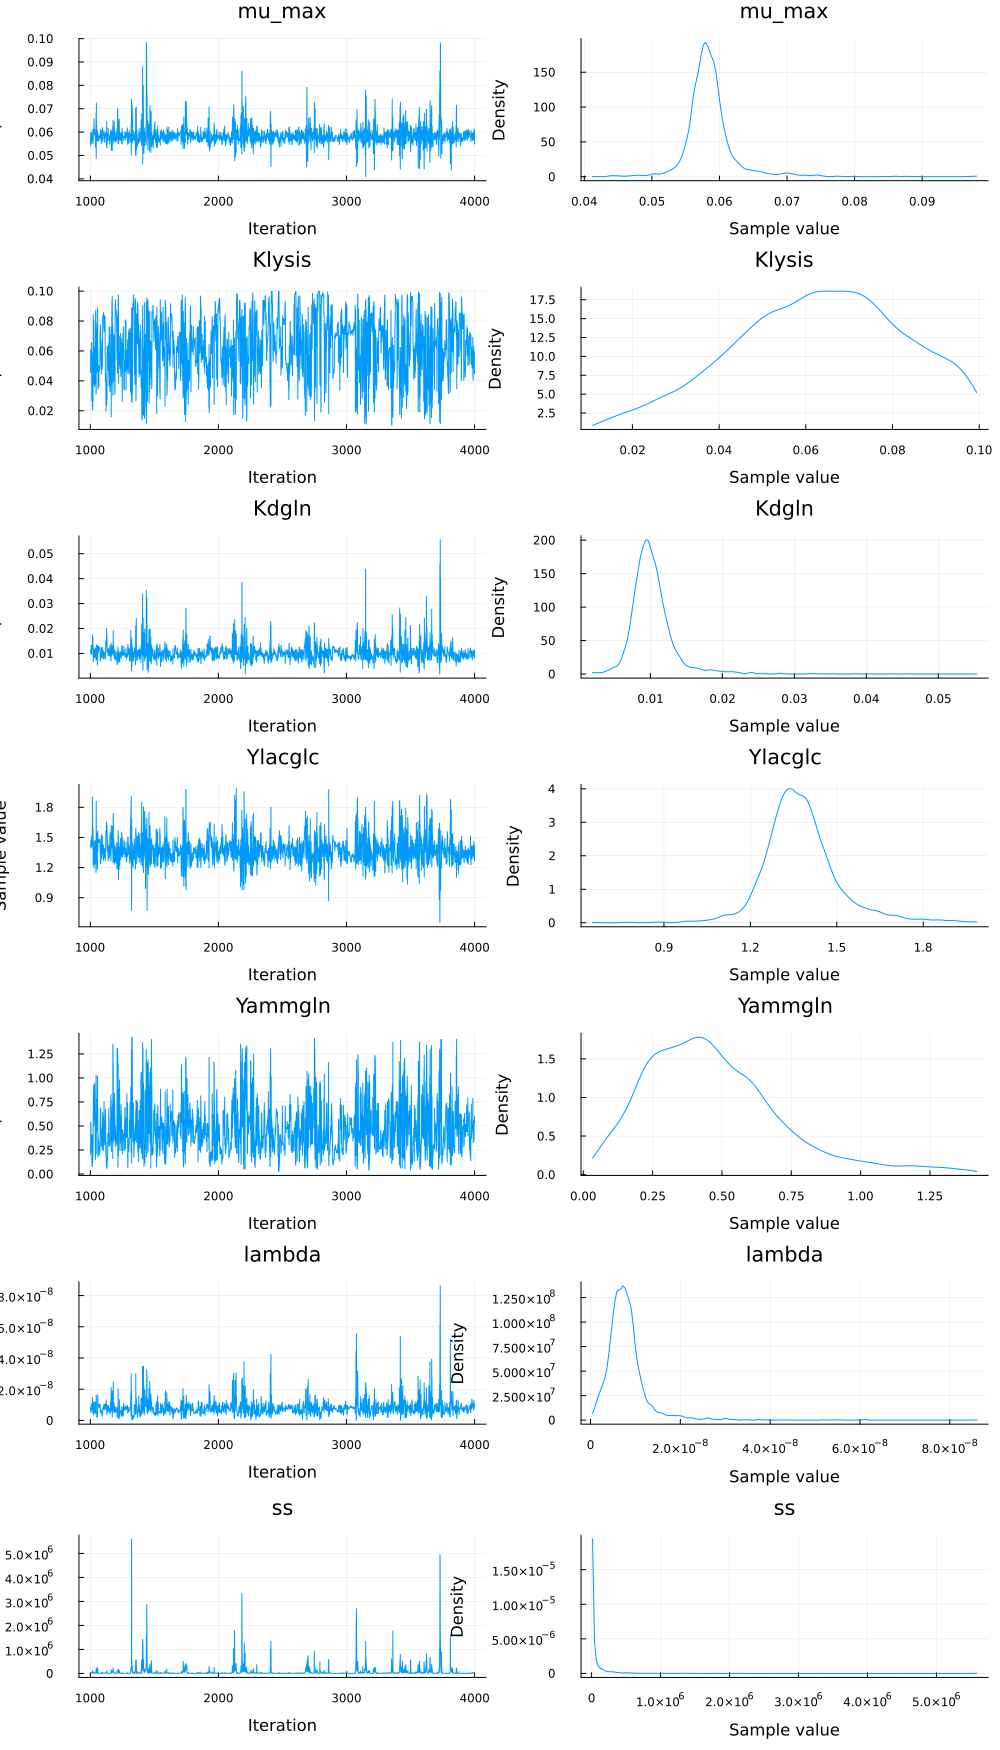 mu_max mu_max
0.10
0.09
0.08
0.07
0.06
0.05
0.04
1000 2000 3000 4000
Iteration
Density
150
100
50
0
0.04 0.05 0.06 0.07 0.08 0.09
Sample value
Klysis Klysis
0.10
0.08
0.06
0.04
0.02
1000 2000 3000 4000
Iteration
Density
17.5
15.0
12.5
10.0
7.5
5.0
2.5
0.02 0.04 0.06 0.08 0.10
Sample value
Kdgln Kdgln
0.05
0.04
0.03
0.02
0.01
1000 2000 3000 4000
Iteration
Density
200
150
100
50
0
0.01 0.02 0.03 0.04 0.05
Sample value
Ylacglc Ylacglc
Sample value
1.8
1.5
1.2
0.9
1000 2000 3000 4000
Iteration
Density
4
3
2
1
0
0.9 1.2 1.5 1.8
Sample value
Yammgln Yammgln
1.25
1.00
0.75
0.50
0.25
0.00
1000 2000 3000 4000
Iteration
Density
1.5
1.0
0.5
0.0
0.00 0.25 0.50 0.75 1.00 1.25
Sample value
lambda lambda
8.0×10⁻⁸
6.0×10⁻⁸
4.0×10⁻⁸
2.0×10⁻⁸
0
1000 2000 3000 4000
Iteration
Density
1.250×10⁸
1.000×10⁸
7.500×10⁷
5.000×10⁷
2.500×10⁷
0
0 2.0×10⁻⁸ 4.0×10⁻⁸ 6.0×10⁻⁸ 8.0×10⁻⁸
Sample value
ss ss
5.0×10⁶
4.0×10⁶
3.0×10⁶
2.0×10⁶
1.0×10⁶
0
1000 2000 3000 4000
Iteration
Density
1.50×10⁻⁵
1.00×10⁻⁵
5.00×10⁻⁶
0
0 1.0×10⁶ 2.0×10⁶ 3.0×10⁶ 4.0×10⁶ 5.0×10⁶
Sample value